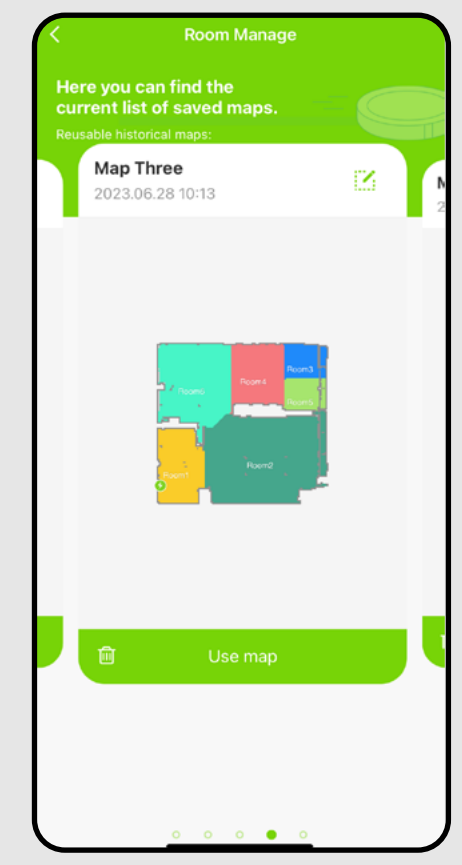 Room Manage
Here you can find the
current list of saved maps.
Reusable historical maps:
Map Three
2023.06.28 10:13
Room3
Room4
Room5
Room1
Room2
Use map